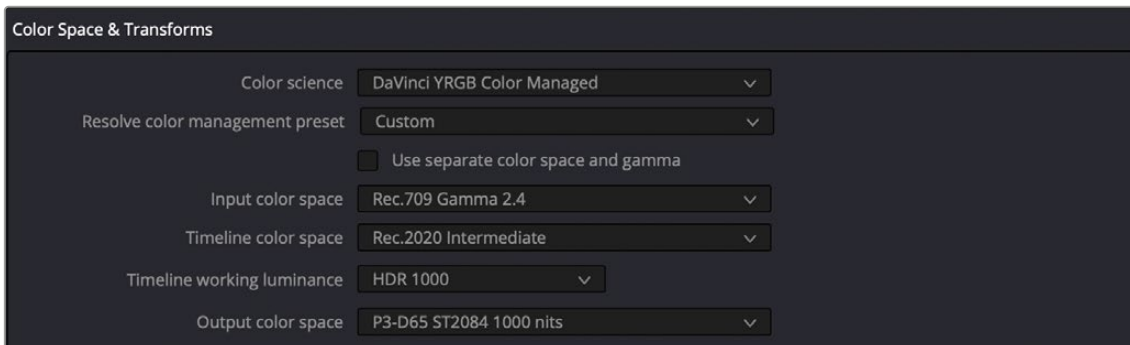 Color Space & Transforms
Color science DaVinci YRGB Color Managed
Resolve color management preset Custom
Use separate color space and gamma
Input color space Rec.709 Gamma 2.4
Timeline color space Rec.2020 Intermediate
Timeline working luminance HDR 1000
Output color space P3-D65 ST2084 1000 nits